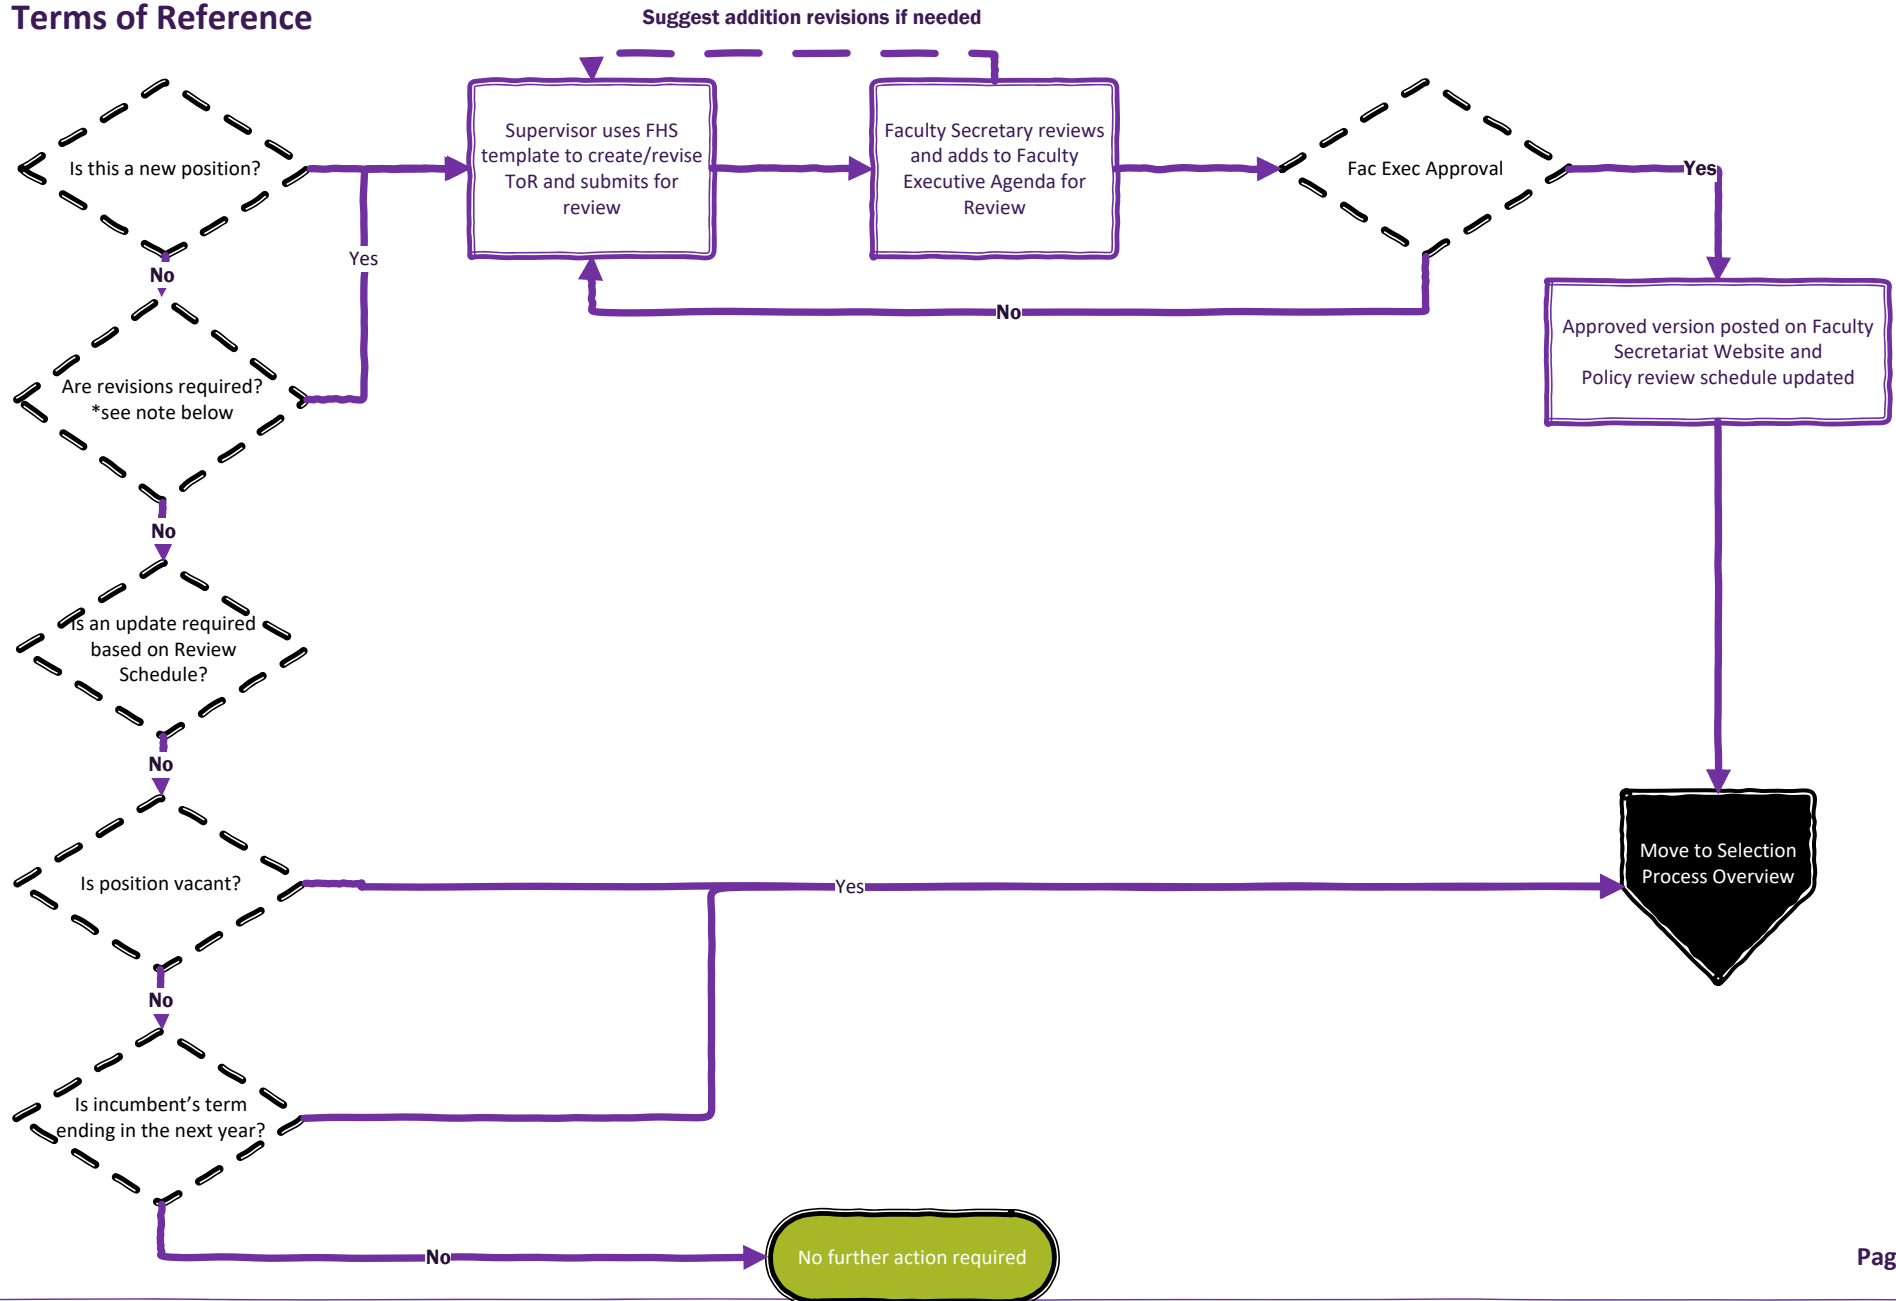 Terms of Reference
Suggest addition revisions if needed
Is this a new position?
Supervisor uses FHS
template to create/revise
ToR and submits for
review
Faculty Secretary reviews
and adds to Faculty
Executive Agenda for
Review
Fac Exec Approval
Yes
Yes
No
No
Approved version posted on Faculty
Secretariat Website and
Policy review schedule updated
Are revisions required?
*see note below
No
Is an update required
based on Review
Schedule?
No
Is position vacant?
Yes
Move to Selection
Process Overview
No
Is incumbent's term
ending in the next year?
No
No further action required
Pag